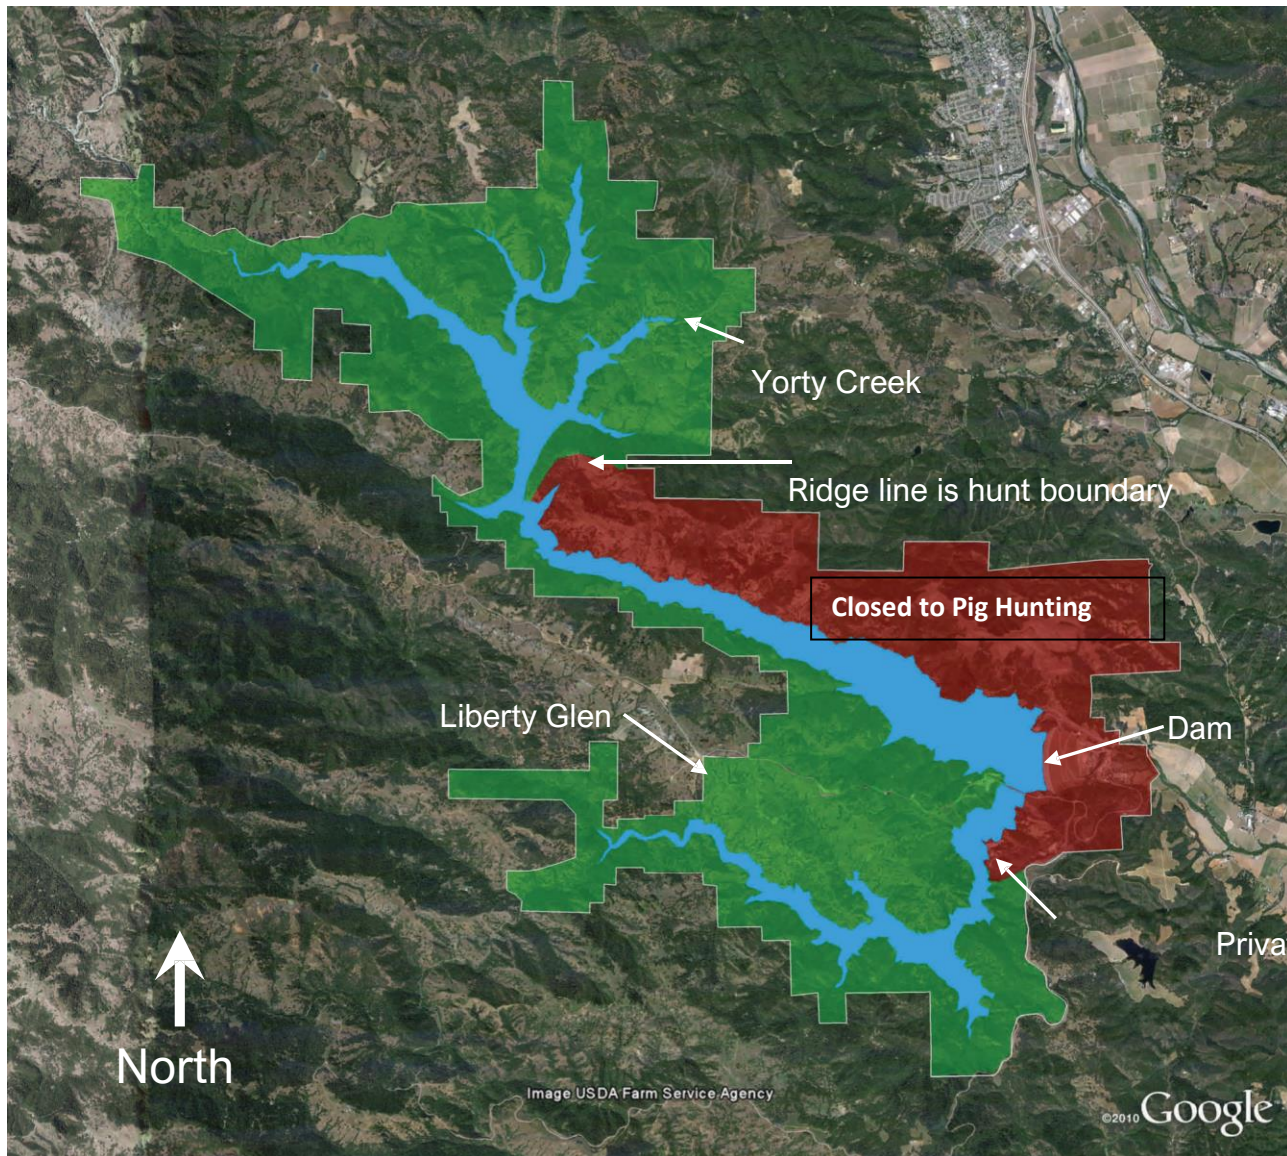 Yorty Creek
Ridge line is hunt boundary
Closed to Pig Hunting
Liberty Glen
Dam
Priva
North
Image USDA Farm Service Agency
©2010 Google